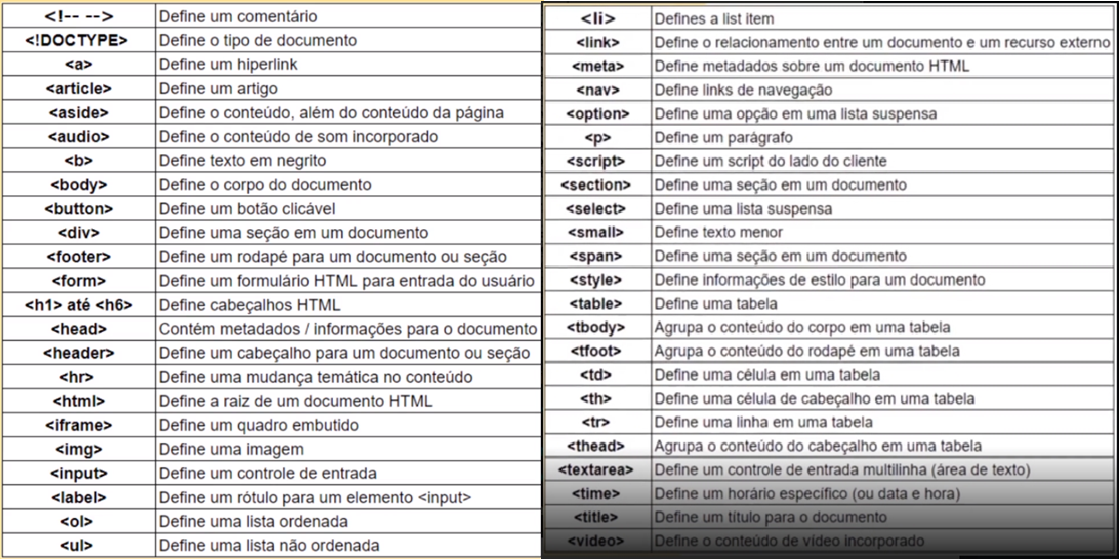 <!-- --> Define um comentário
<!DOCTYPE> Define o tipo de documento
<a> Define um hiperlink
<article> Define um artigo
<aside> Define o conteúdo, além do conteúdo da página
<audio> Define o conteúdo de som incorporado
<b> Define texto em negrito
<body> Define o corpo do documento
<button> Define um botão clicável
<div> Define uma seção em um documento
<footer> Define um rodapé para um documento ou seção
<form> Define um formulário HTML para entrada do usuário
<h1> até <h6> Define cabeçalhos HTML
<head> Contém metadados / informações para o documento
<header> Define um cabeçalho para um documento ou seção
<hr> Define uma mudança temática no conteúdo
<html> Define a raiz de um documento HTML
<iframe> Define um quadro embutido
<img> Define uma imagem
<input> Define um controle de entrada
<label> Define um rótulo para um elemento <input>
<ol> Define uma lista ordenada
<ul> Define uma lista não ordenada
<li> Defines a list item
<link> Define o relacionamento entre um documento e um recurso externo
<meta> Define metadados sobre um documento HTML
<nav> Define links de navegação
<option> Define uma opção em uma lista suspensa
<p> Define um parágrafo
<script> Define um script do lado do cliente
<section> Define uma seção em um documento
<select> Define uma lista suspensa
<small> Define texto menor
<span> Define uma seção em um documento
<style> Define informações de estilo para um documento
<table> Define uma tabela
<tbody> Agrupa o conteúdo do corpo em uma tabela
<tfoot> Agrupa o conteúdo do rodapé em uma tabela
<td> Define uma célula em uma tabela
<th> Define uma célula de cabeçalho em uma tabela
<tr> Define uma linha em uma tabela
<thead> Agrupa o conteúdo do cabeçalho em uma tabela
<textarea> Define um controle de entrada multilinha (área de texto)
<time> Define um horário específico (ou data e hora)
<title> Define um título para o documento
<video> Define o conteúdo de vídeo incorporado